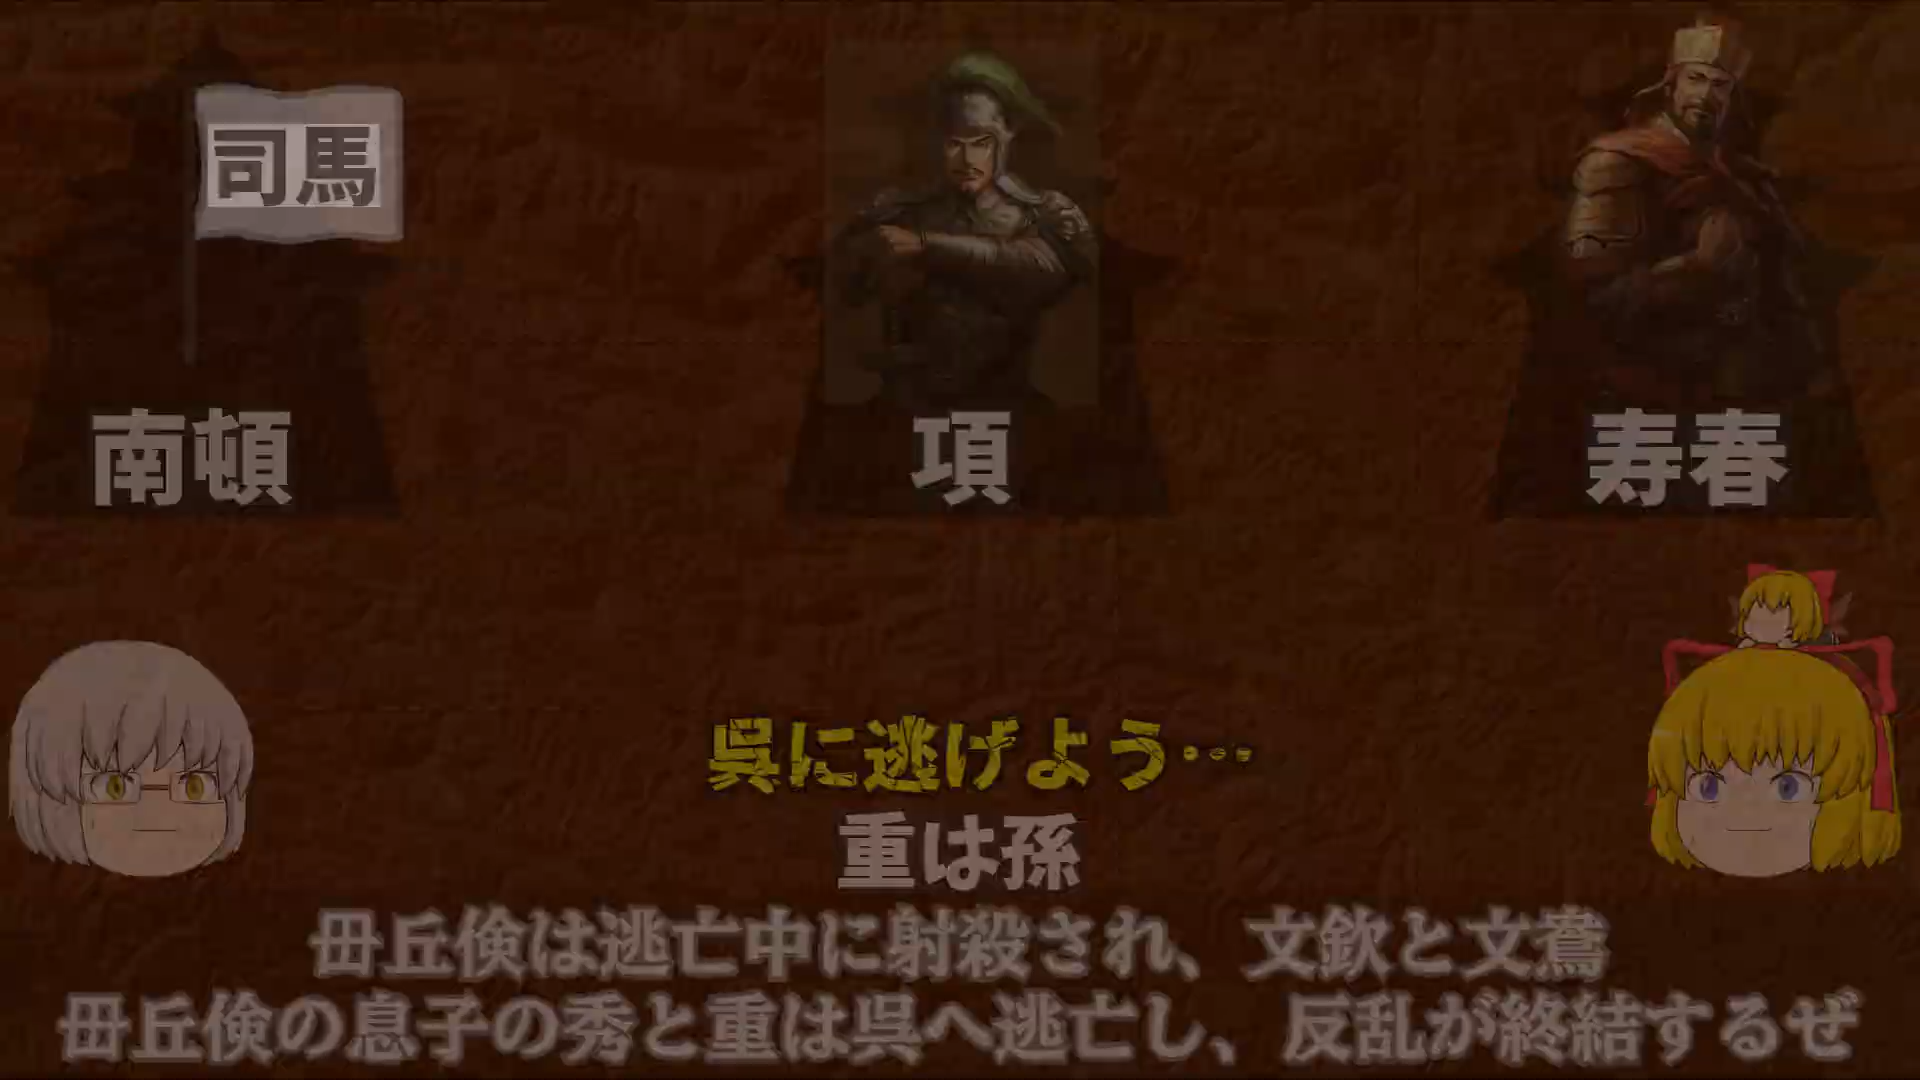 司馬
南頓
項
寿春
呉に逃げよう…
重は孫
毌丘倹は逃亡中に射殺され、文欽と文鴦
毌丘倹の息子の秀と重は呉へ逃亡し、反乱が終結するぜ